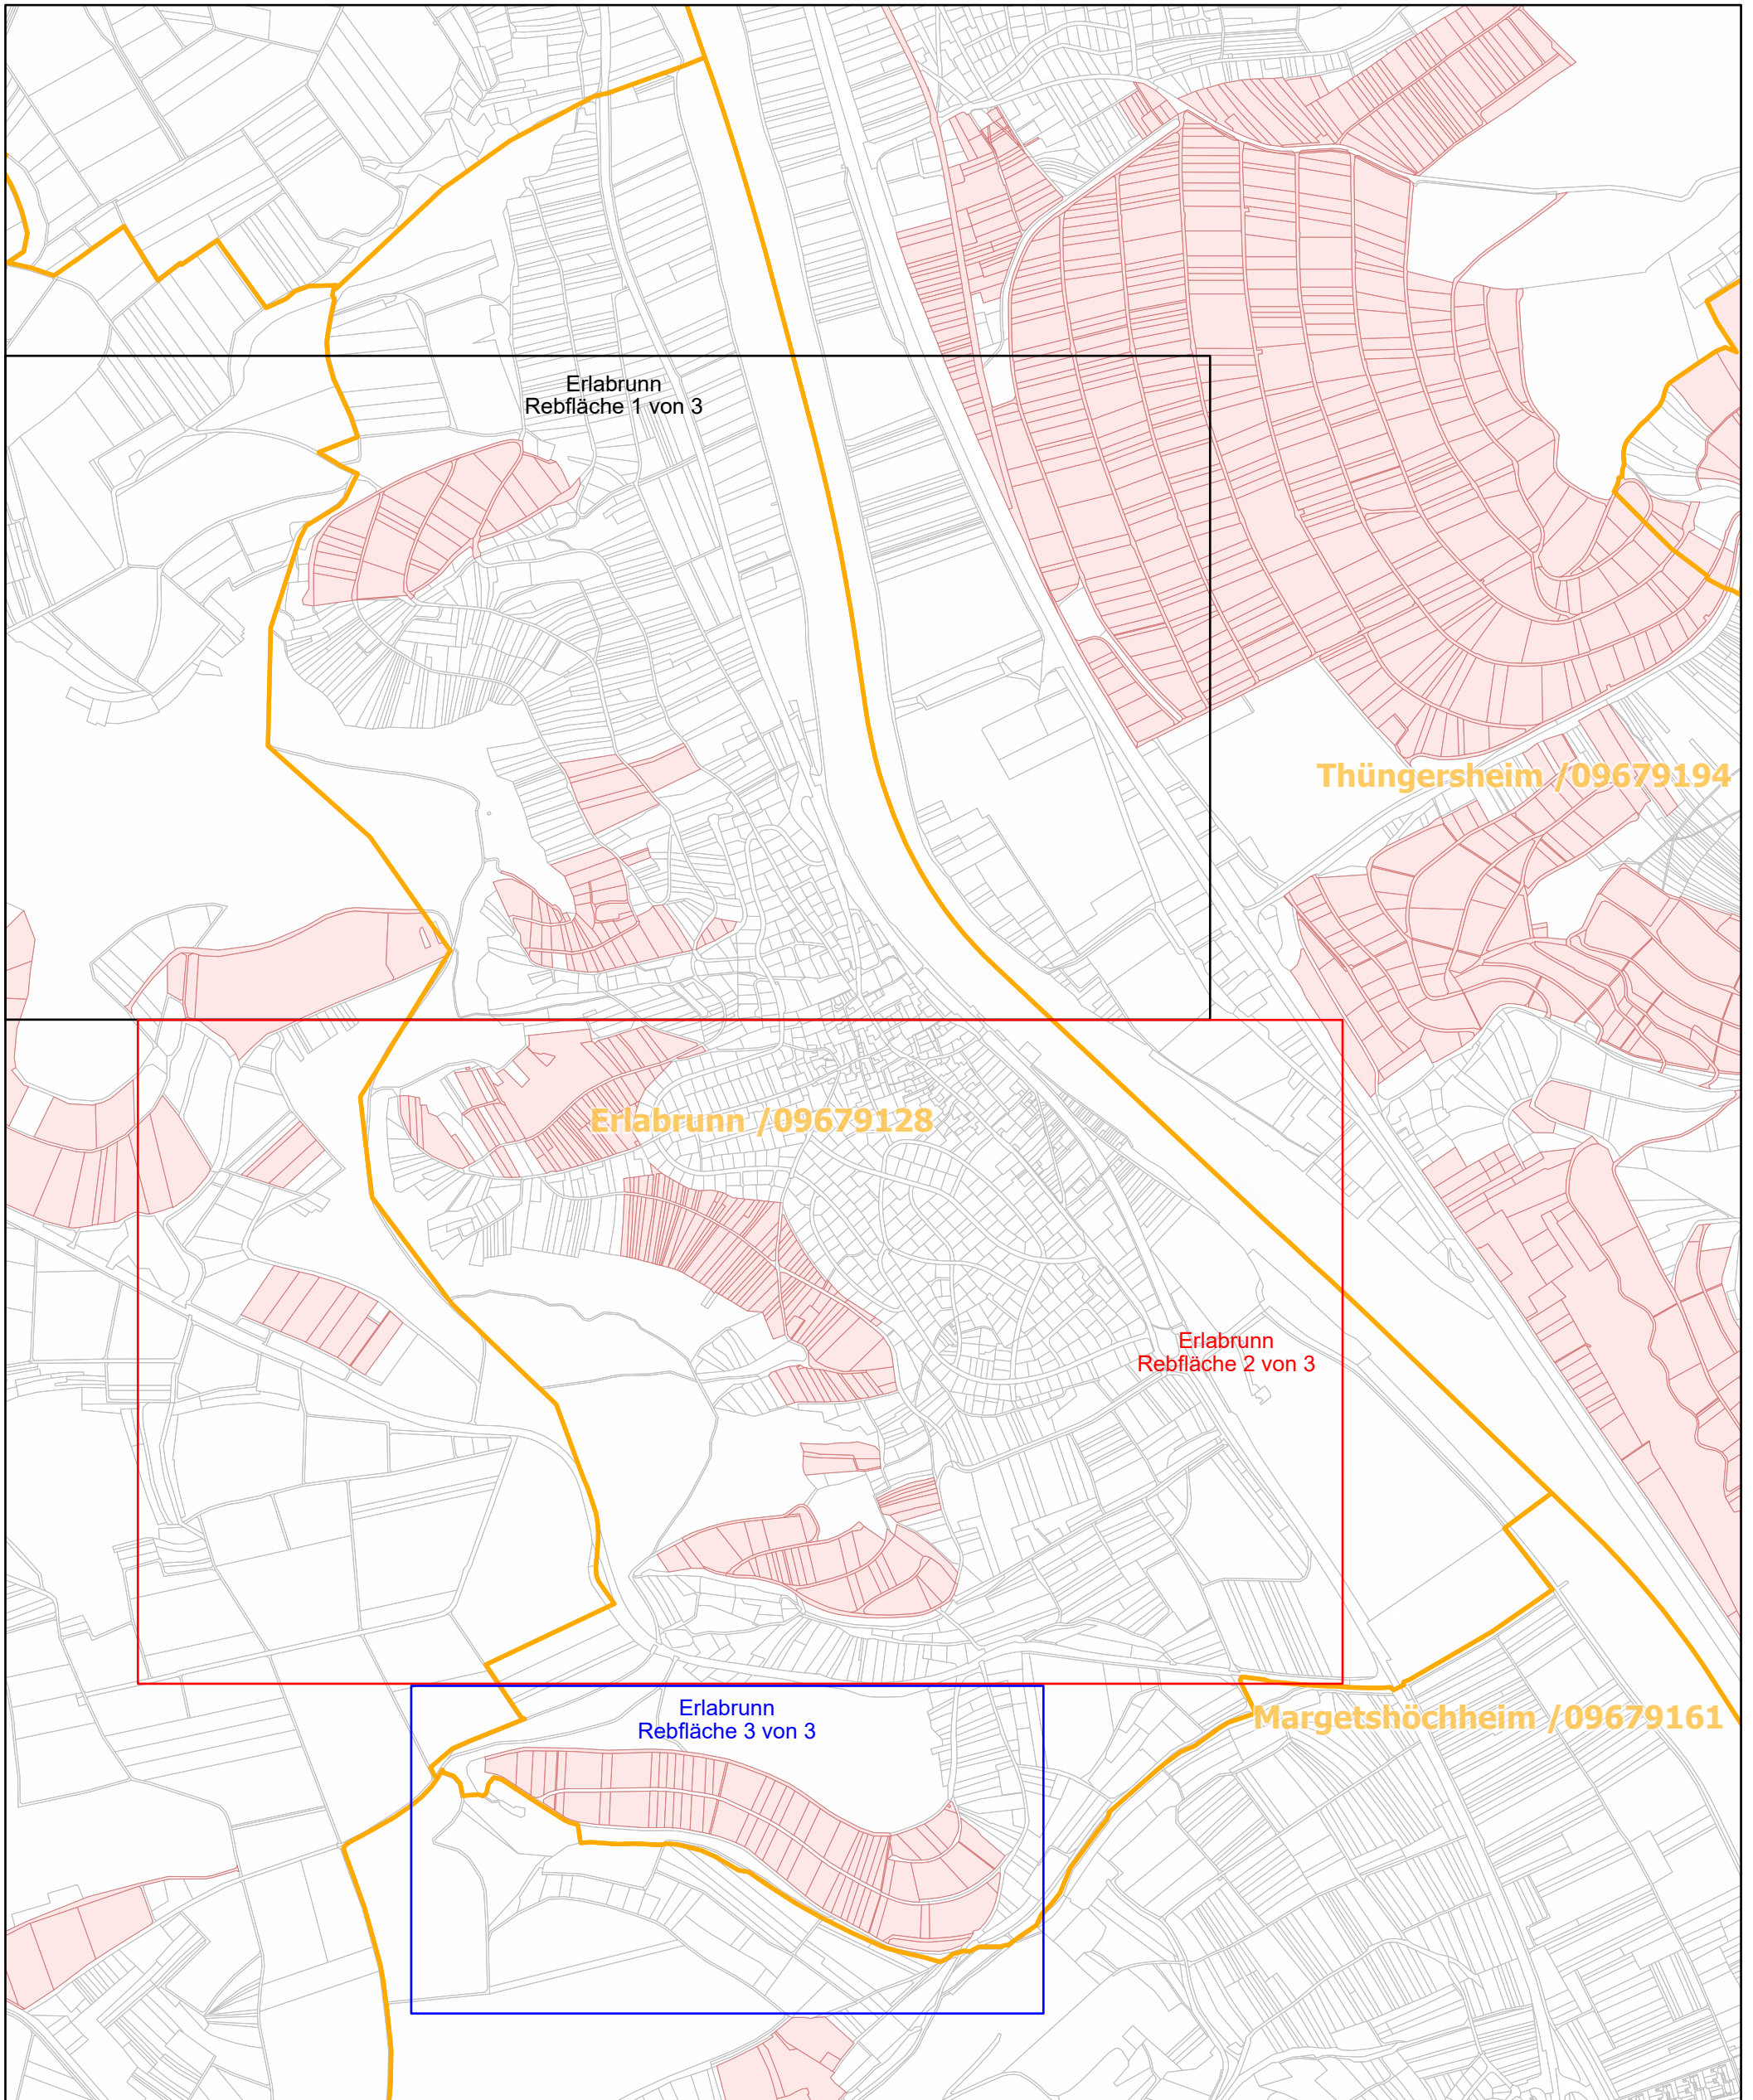 Erlabrunn
Rebfläche 1 von 3
Thüngersheim /09679194
Erlabrunn /09679128
Erlabrunn
Rebfläche 2 von 3
Erlabrunn
Rebfläche 3 von 3
Margetshöchheim /09679161